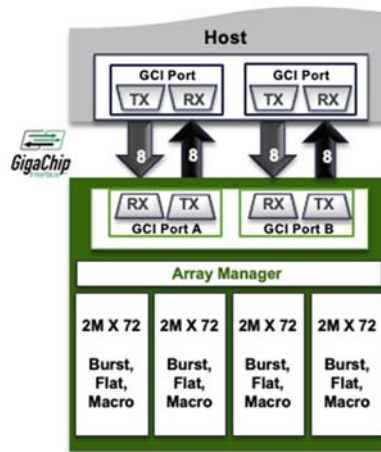 Host
GCI Port GCI Port
TX RX TX RX
8 8 8 8
GigaChip
Interface
RX TX RX TX
GCI Port A GCI Port B
Array Manager
2M X 72 2M X 72 2M X 72 2M X 72
Burst, Burst, Burst, Burst,
Flat, Flat, Flat, Flat,
Macro Macro Macro Macro